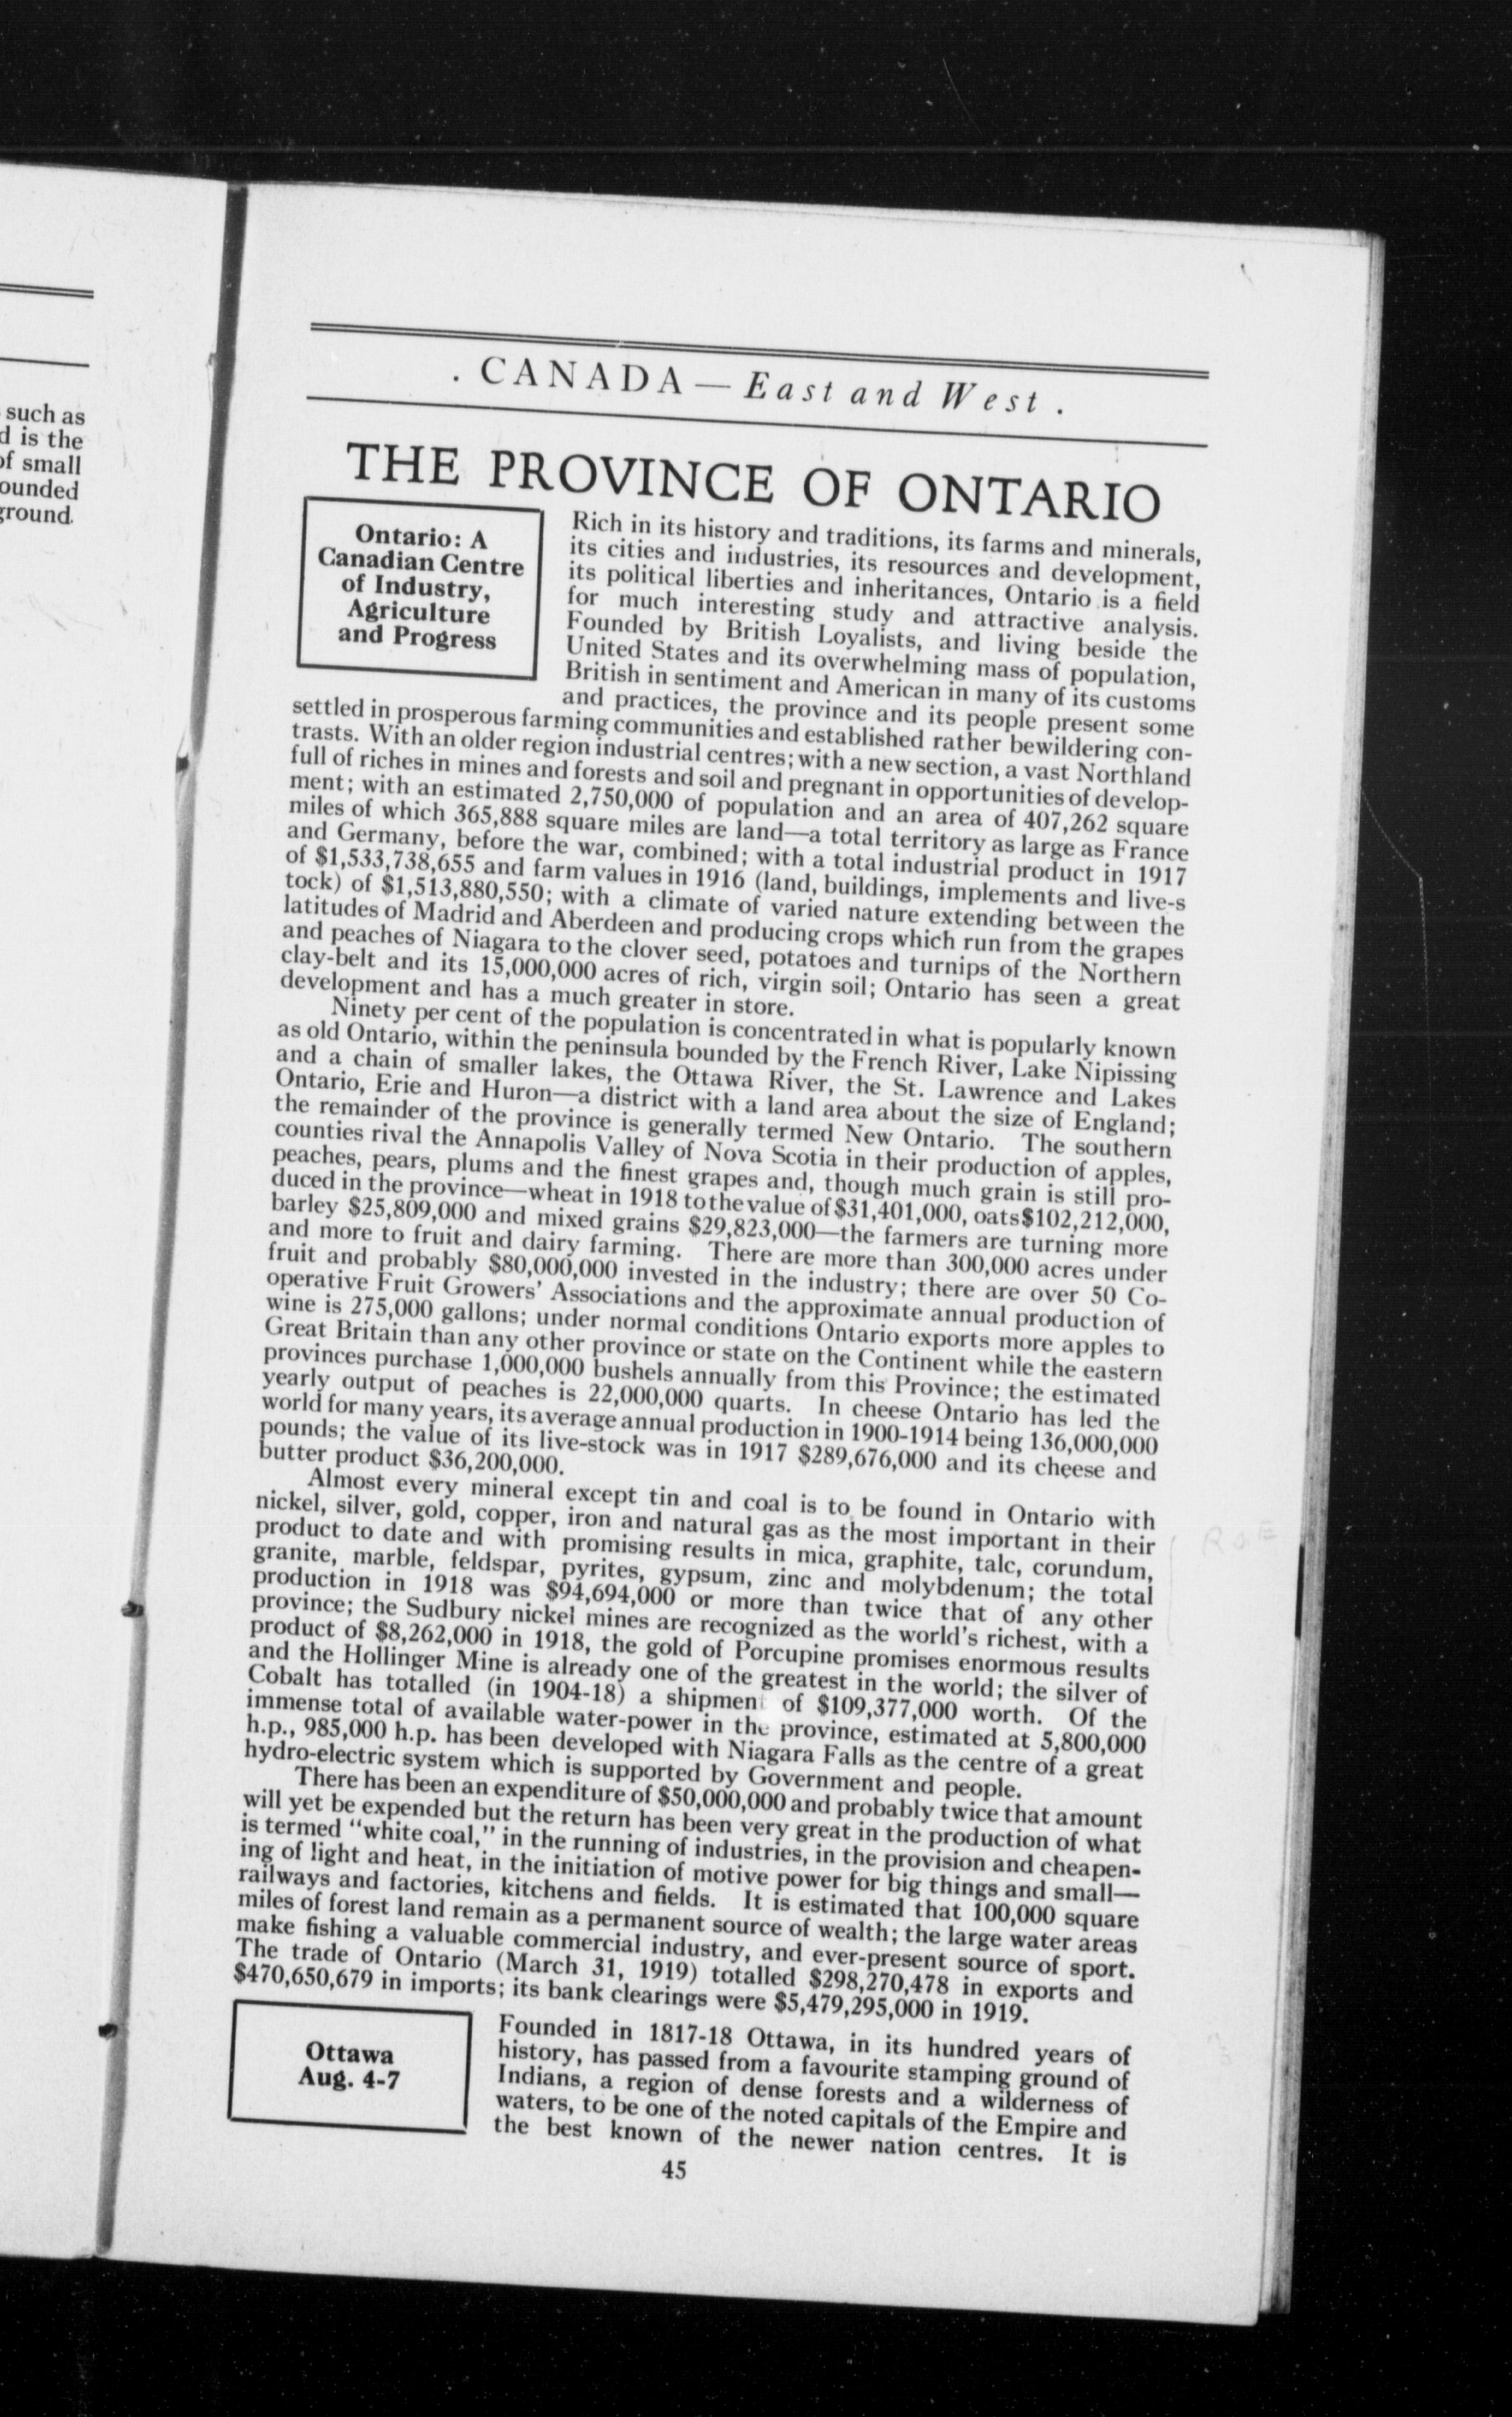 such as
d is the
of small
ounded
ground.
. CANADA — East and West .
THE PROVINCE OF ONTARIO
Ontario: A
Canadian Centre
of Industry,
Agriculture
and Progress
Rich in its history and traditions, its farms and minerals,
its cities and industries, its resources and development,
its political liberties and inheritances, Ontario is a field
for much interesting study and attractive analysis.
Founded by British Loyalists, and living beside the
United States and its overwhelming mass of population,
British in sentiment and American in many of its customs
and practices, the province and its people present some
settled in prosperous farming communities and established rather bewildering con-
trasts. With an older region industrial centres; with a new section, a vast Northland
full of riches in mines and forests and soil and pregnant in opportunities of develop-
ment; with an estimated 2,750,000 of population and an area of 407,262 square
miles of which 365,888 square miles are land—a total territory as large as France
and Germany, before the war, combined; with a total industrial product in 1917
of $1,533,738,655 and farm values in 1916 (land, buildings, implements and live-s
tock) of $1,513,880,550; with a climate of varied nature extending between the
latitudes of Madrid and Aberdeen and producing crops which run from the grapes
and peaches of Niagara to the clover seed, potatoes and turnips of the Northern
clay-belt and its 15,000,000 acres of rich, virgin soil; Ontario has seen a great
development and has a much greater in store.
Ninety per cent of the population is concentrated in what is popularly known
as old Ontario, within the peninsula bounded by the French River, Lake Nipissing
and a chain of smaller lakes, the Ottawa River, the St. Lawrence and Lakes
Ontario, Erie and Huron—a district with a land area about the size of England;
the remainder of the province is generally termed New Ontario. The southern
counties rival the Annapolis Valley of Nova Scotia in their production of apples,
peaches, pears, plums and the finest grapes and, though much grain is still pro-
duced in the province—wheat in 1918 to the value of $31,401,000, oats $102,212,000,
barley $25,809,000 and mixed grains $29,823,000—the farmers are turning more
and more to fruit and dairy farming. There are more than 300,000 acres under
fruit and probably $80,000,000 invested in the industry; there are over 50 Co-
operative Fruit Growers' Associations and the approximate annual production of
wine is 275,000 gallons; under normal conditions Ontario exports more apples to
Great Britain than any other province or state on the Continent while the eastern
provinces purchase 1,000,000 bushels annually from this Province; the estimated
yearly output of peaches is 22,000,000 quarts. In cheese Ontario has led the
world for many years, its average annual production in 1900-1914 being 136,000,000
pounds; the value of its live-stock was in 1917 $289,676,000 and its cheese and
butter product $36,200,000.
Almost every mineral except tin and coal is to be found in Ontario with
nickel, silver, gold, copper, iron and natural gas as the most important in their
product to date and with promising results in mica, graphite, talc, corundum,
granite, marble, feldspar, pyrites, gypsum, zinc and molybdenum; the total
production in 1918 was $94,694,000 or more than twice that of any other
province; the Sudbury nickel mines are recognized as the world's richest, with a
product of $8,262,000 in 1918, the gold of Porcupine promises enormous results
and the Hollinger Mine is already one of the greatest in the world; the silver of
Cobalt has totalled (in 1904-18) a shipment of $109,377,000 worth. Of the
immense total of available water-power in the province, estimated at 5,800,000
h.p., 985,000 h.p. has been developed with Niagara Falls as the centre of a great
hydro-electric system which is supported by Government and people.
There has been an expenditure of $50,000,000 and probably twice that amount
will yet be expended but the return has been very great in the production of what
is termed "white coal," in the running of industries, in the provision and cheapen-
ing of light and heat, in the initiation of motive power for big things and small—
railways and factories, kitchens and fields. It is estimated that 100,000 square
miles of forest land remain as a permanent source of wealth; the large water areas
make fishing a valuable commercial industry, and ever-present source of sport.
The trade of Ontario (March 31, 1919) totalled $298,270,478 in exports and
$470,650,679 in imports; its bank clearings were $5,479,295,000 in 1919.
Ottawa
Aug. 4-7
Founded in 1817-18 Ottawa, in its hundred years of
history, has passed from a favourite stamping ground of
Indians, a region of dense forests and a wilderness of
waters, to be one of the noted capitals of the Empire and
the best known of the newer nation centres. It is
45